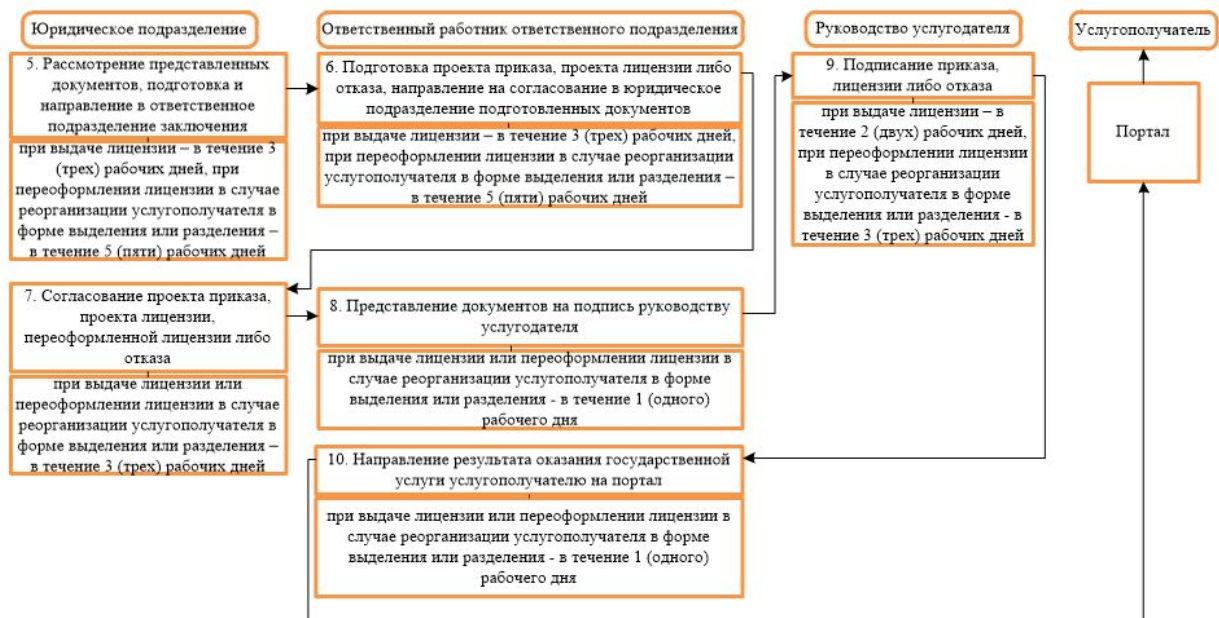 Юридическое подразделение
Ответственный работник ответственного подразделения
Руководство услугодателя
Услугополучатель
5. Рассмотрение представленных
документов, подготовка и
направление в ответственное
подразделение заключения
при выдаче лицензии – в течение 3
(трех) рабочих дней, при
переоформлении лицензии в случае
реорганизации услугополучателя в
форме выделения или разделения –
в течение 5 (пяти) рабочих дней
6. Подготовка проекта приказа, проекта лицензии либо
отказа, направление на согласование в юридическое
подразделение подготовленных документов
при выдаче лицензии – в течение 3 (трех) рабочих дней,
при переоформлении лицензии в случае реорганизации
услугополучателя в форме выделения или разделения –
в течение 5 (пяти) рабочих дней
9. Подписание приказа,
лицензии либо отказа
при выдаче лицензии – в
течение 2 (двух) рабочих дней,
при переоформлении лицензии
в случае реорганизации
услугополучателя в форме
выделения или разделения - в
течение 3 (трех) рабочих дней
Портал
7. Согласование проекта приказа,
проекта лицензии,
переоформленной лицензии либо
отказа
при выдаче лицензии или
переоформлении лицензии в случае
реорганизации услугополучателя в
форме выделения или разделения –
в течение 3 (трех) рабочих дней
8. Представление документов на подпись руководству
услугодателя
при выдаче лицензии или переоформлении лицензии в
случае реорганизации услугополучателя в форме
выделения или разделения - в течение 1 (одного)
рабочего дня
10. Направление результата оказания государственной
услуги услугополучателю на портал
при выдаче лицензии или переоформлении лицензии в
случае реорганизации услугополучателя в форме
выделения или разделения - в течение 1 (одного)
рабочего дня